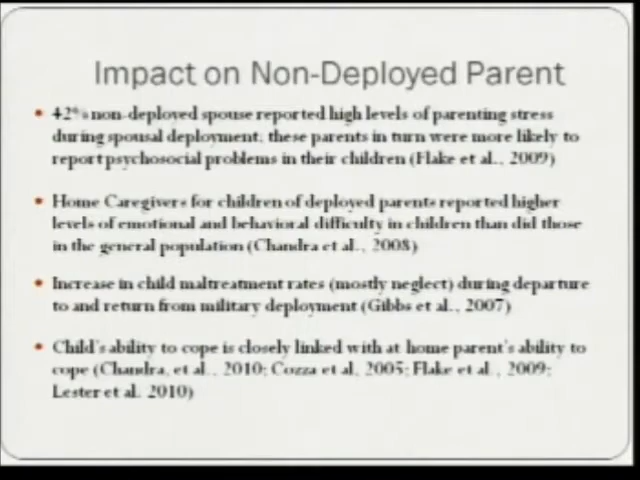 Impact on Non-Deployed Parent
42% non-deployed spouse reported high levels of parenting stress
during spousal deployment, these parents in turn were more likely to
report psychosocial problems in their children (Flake et al., 2009)
Home Caregivers for children of deployed parents reported higher
levels of emotional and behavioral difficulty in children than did those
in the general population (Chandra et al., 2008)
Increase in child maltreatment rates (mostly neglect) during departure
to and return from military deployment (Gibbs et al., 2007)
Child's ability to cope is closely linked with at home parent's ability to
cope (Chandra, et al., 2010; Cozza et al, 2005; Flake et al., 2009;
Lester et al. 2010)